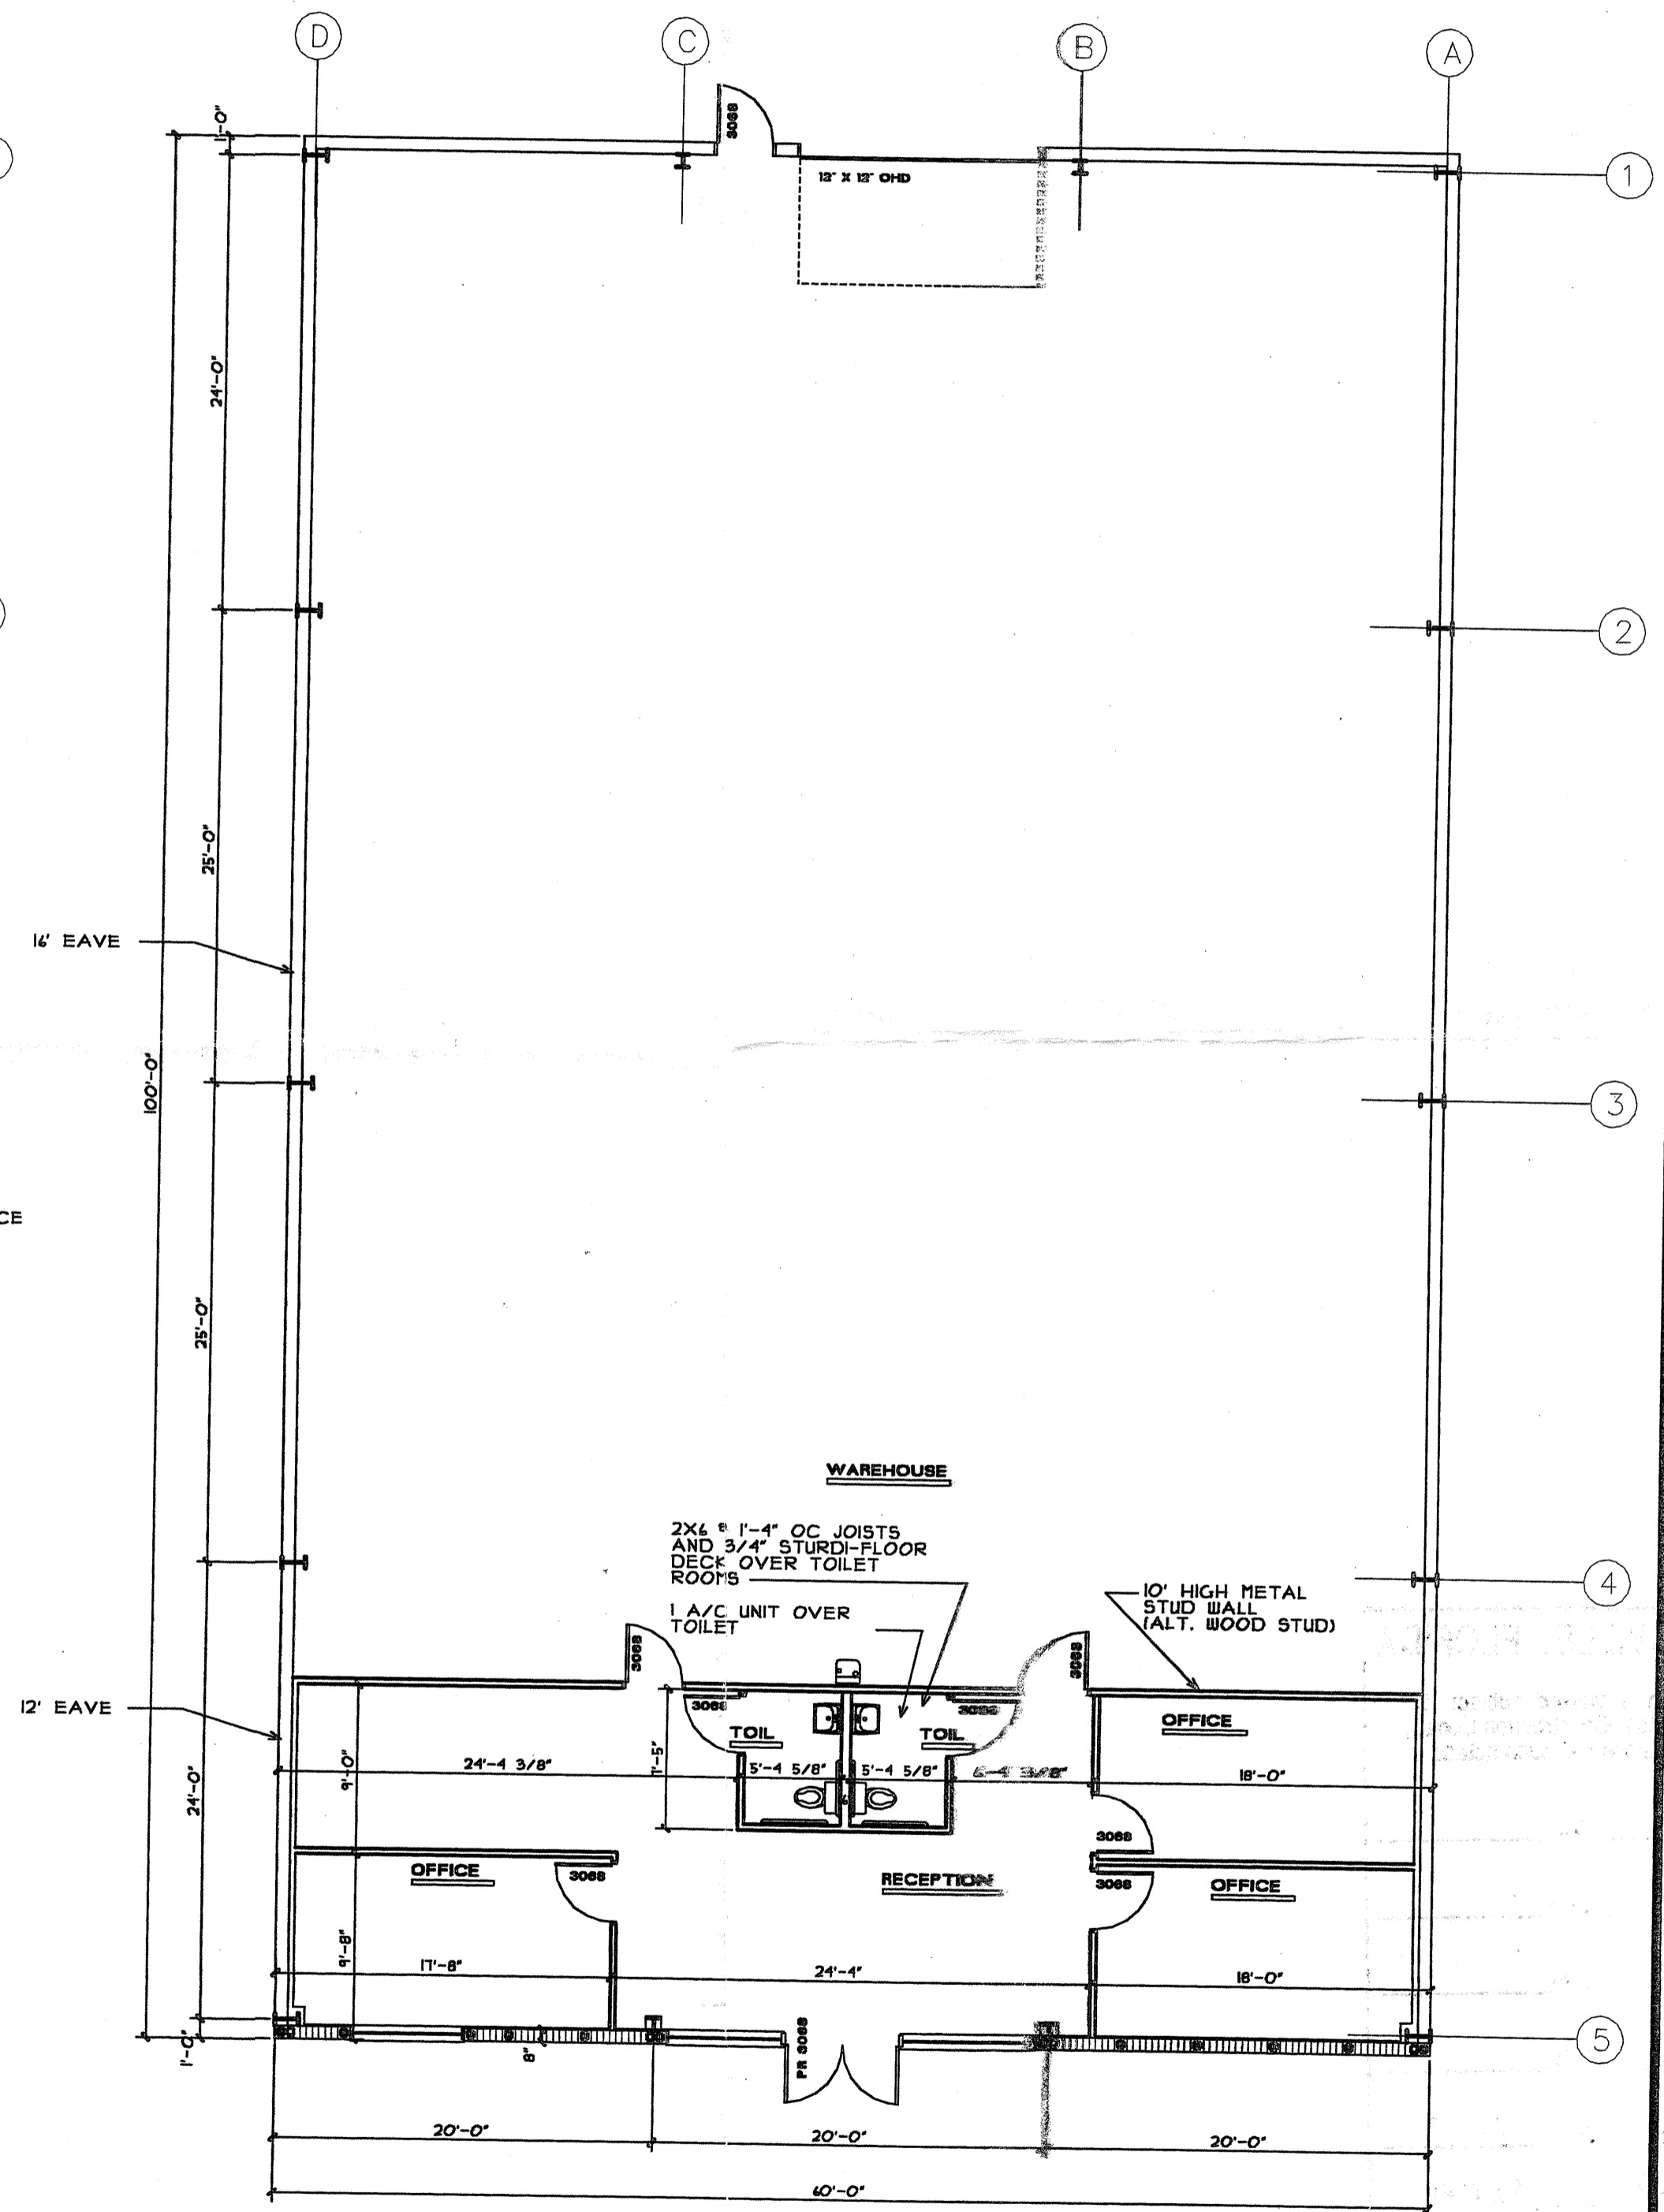 D
C
B
A
1'-0"
3068
12' X 12' OHD
1
24'-0"
2
25'-0"
16' EAVE
100'-0"
3
CE
25'-0"
WAREHOUSE
2X6 @ 1'-4" OC JOISTS
AND 3/4" STURDI-FLOOR
DECK OVER TOILET
ROOMS
1 A/C UNIT OVER
TOILET
10' HIGH METAL
STUD WALL
(ALT. WOOD STUD)
4
3068
3068
12' EAVE
3068
3068
TOIL
TOIL
OFFICE
9'-0"
24'-4 3/8"
7'-5"
5'-4 5/8"
5'-4 5/8"
6-4 3/8"
18'-0"
24'-0"
3068
OFFICE
3068
RECEPTION
3068
OFFICE
9'-8"
17'-8"
24'-4"
18'-0"
1'-0"
8"
PR 3068
5
20'-0"
20'-0"
20'-0"
60'-0"